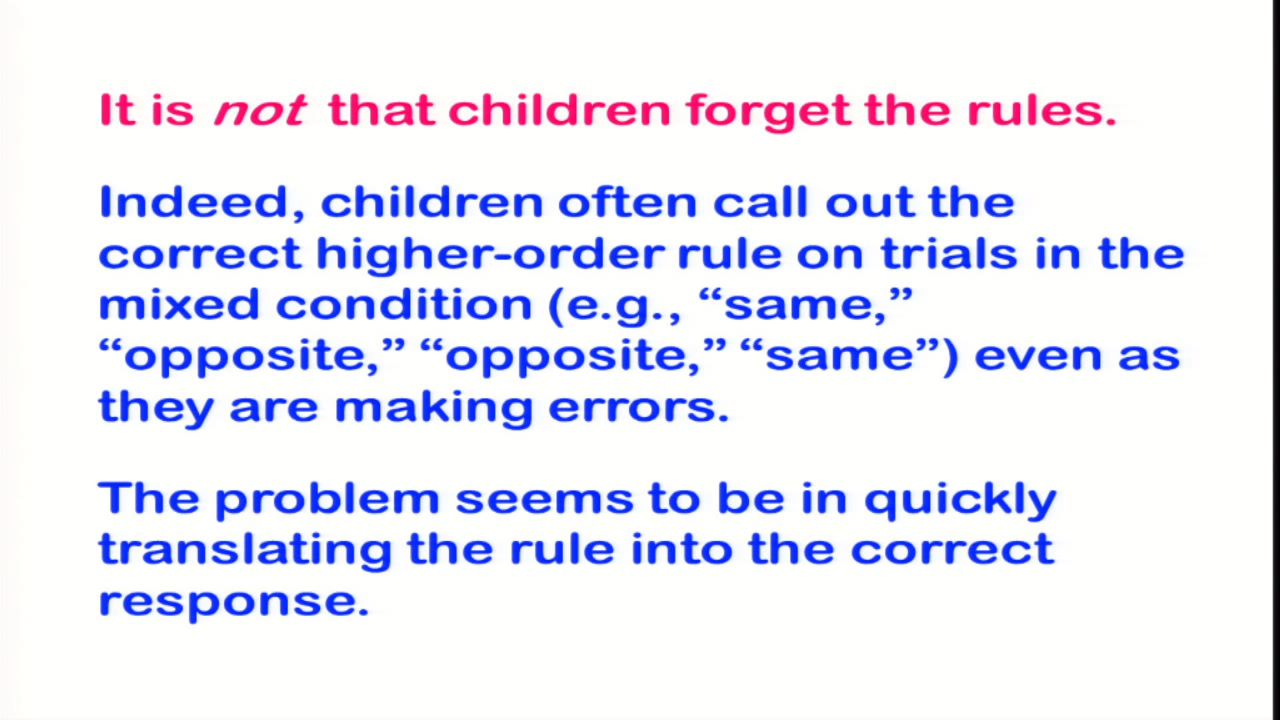 It is not that children forget the rules.
Indeed, children often call out the
correct higher-order rule on trials in the
mixed condition (e.g., “same,”
“opposite,” “opposite,” “same”) even as
they are making errors.
The problem seems to be in quickly
translating the rule into the correct
response.